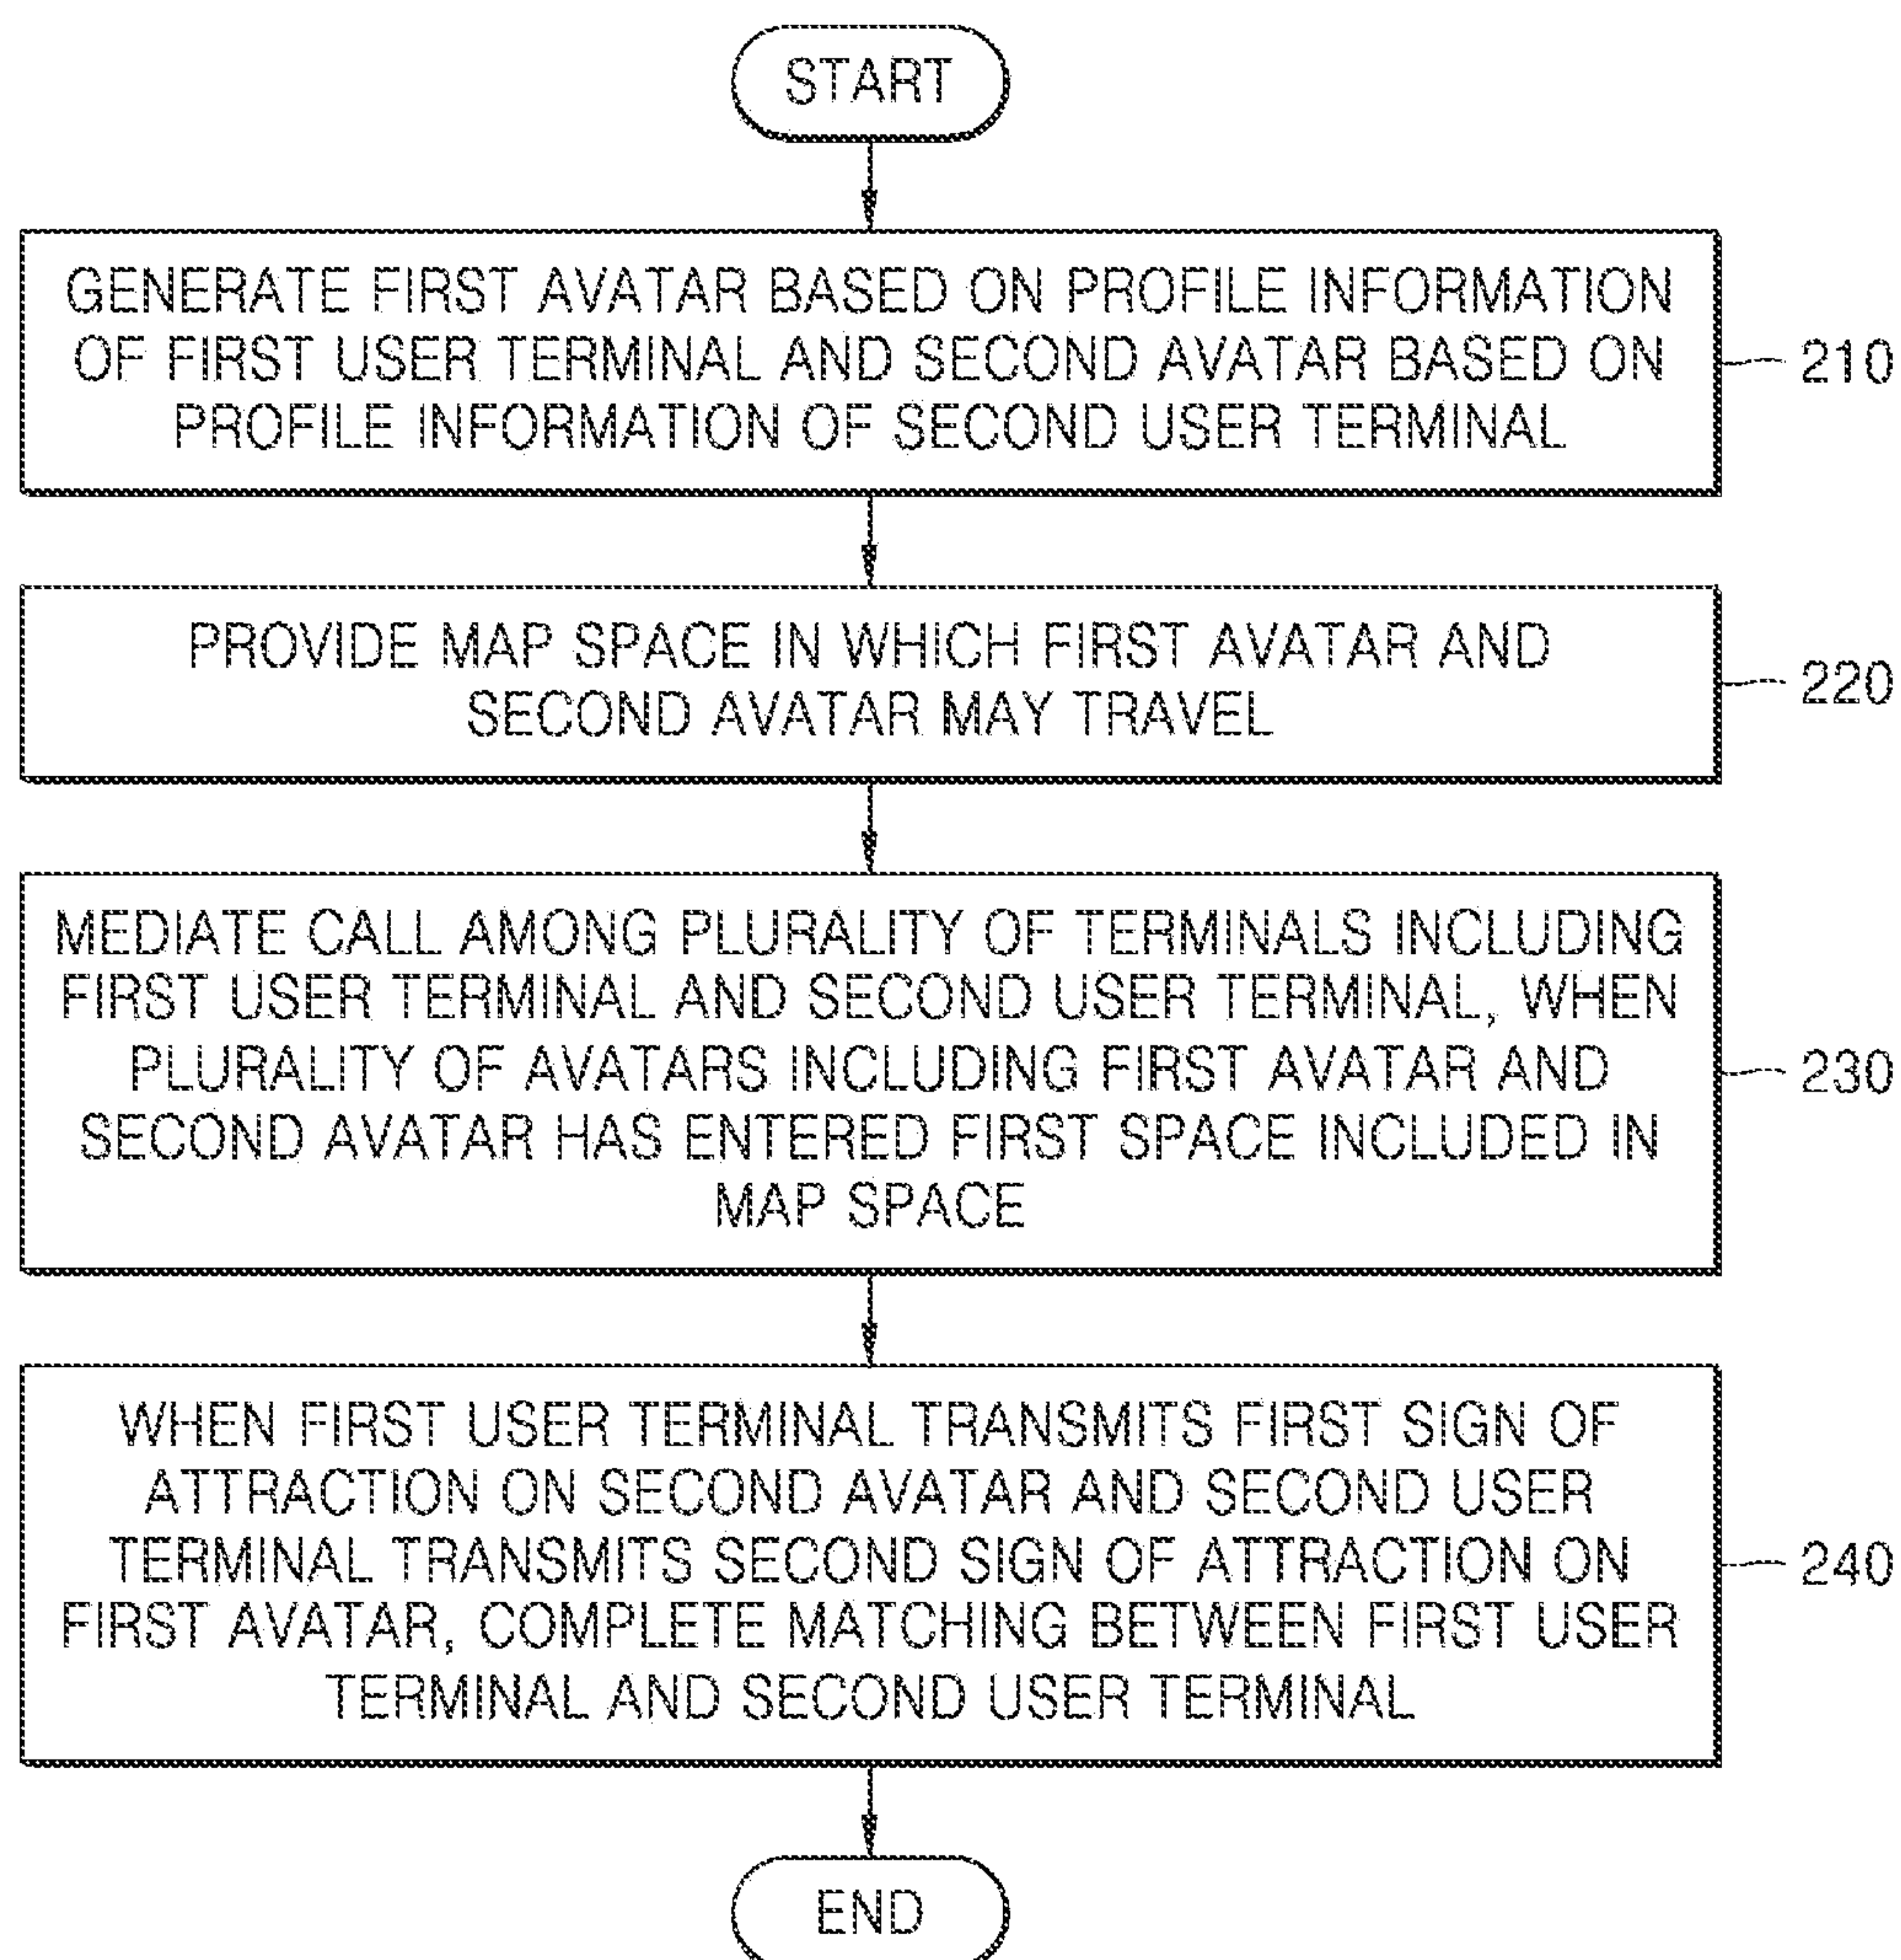 START
GENERATE FIRST AVATAR BASED ON PROFILE INFORMATION
OF FIRST USER TERMINAL AND SECOND AVATAR BASED ON
PROFILE INFORMATION OF SECOND USER TERMINAL
210
PROVIDE MAP SPACE IN WHICH FIRST AVATAR AND
SECOND AVATAR MAY TRAVEL
220
MEDIATE CALL AMONG PLURALITY OF TERMINALS INCLUDING
FIRST USER TERMINAL AND SECOND USER TERMINAL, WHEN
PLURALITY OF AVATARS INCLUDING FIRST AVATAR AND
SECOND AVATAR HAS ENTERED FIRST SPACE INCLUDED IN
MAP SPACE
230
WHEN FIRST USER TERMINAL TRANSMITS FIRST SIGN OF
ATTRACTION ON SECOND AVATAR AND SECOND USER
TERMINAL TRANSMITS SECOND SIGN OF ATTRACTION ON
FIRST AVATAR, COMPLETE MATCHING BETWEEN FIRST USER
TERMINAL AND SECOND USER TERMINAL
240
END